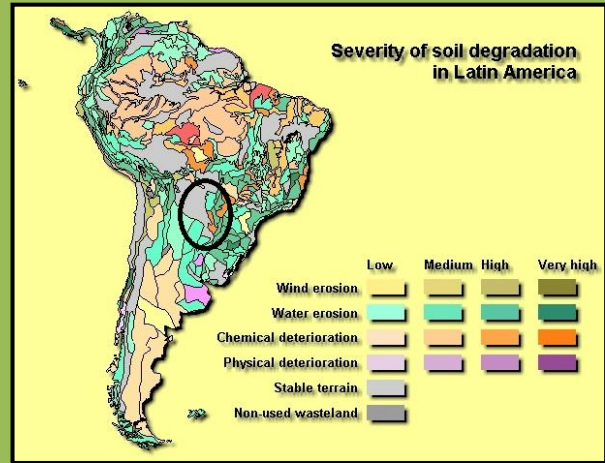 Severity of soil degradation
in Latin America
Low Medium High Very high
Wind erosion
Water erosion
Chemical deterioration
Physical deterioration
Stable terrain
Non-used wasteland